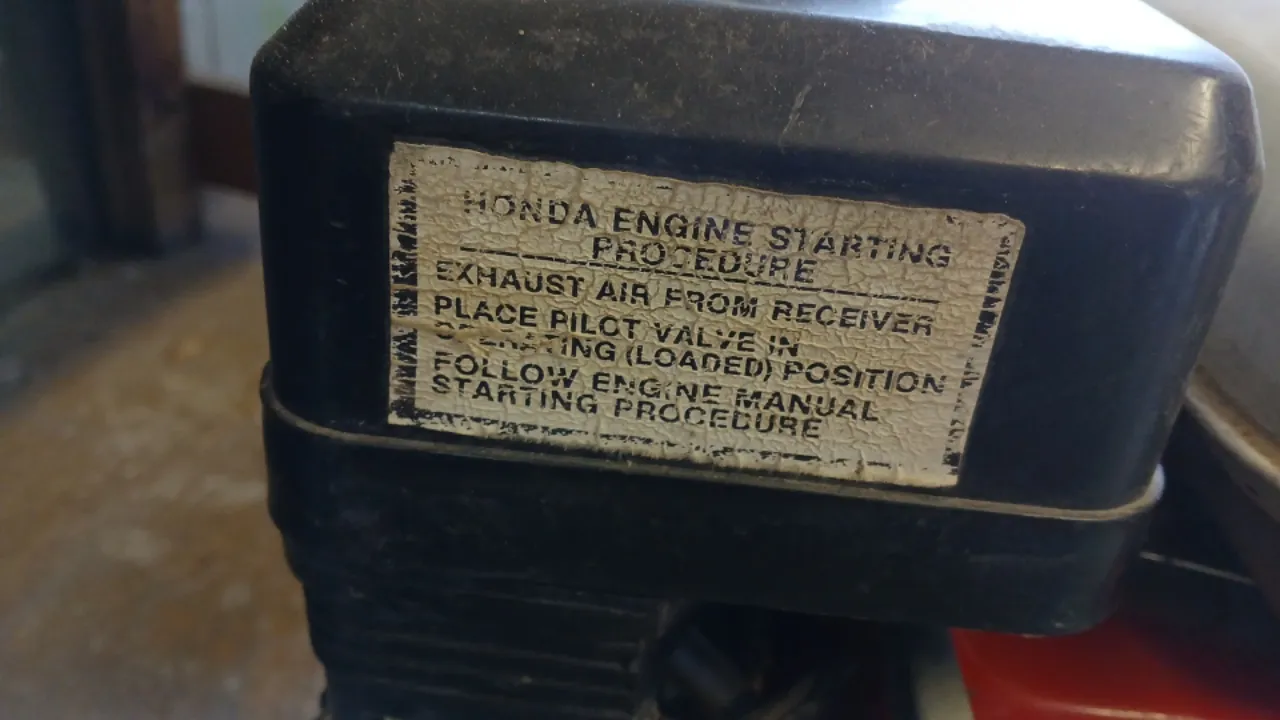 HONDA ENGINE STARTING
PROCEDURE
EXHAUST AIR FROM RECEIVER
PLACE PILOT VALVE IN
OPERATING (LOADED) POSITION
FOLLOW ENGINE MANUAL
STARTING PROCEDURE